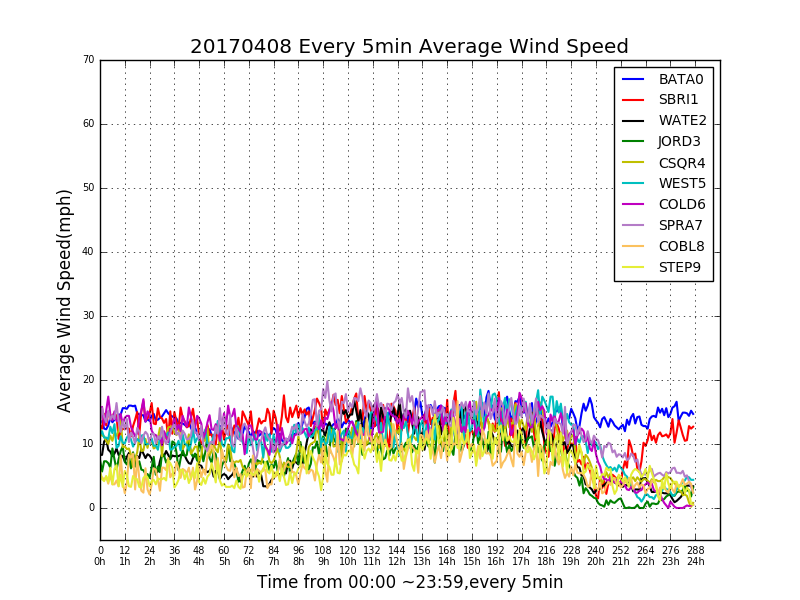 20170408 Every 5min Average Wind Speed
70
60
50
40
30
20
10
0
Average Wind Speed(mph)
BATA0
SBRI1
WATE2
JORD3
CSQR4
WEST5
COLD6
SPRA7
COBL8
STEP9
0 12 24 36 48 60 72 84 96 108 120 132 144 156 168 180 192 204 216 228 240 252 264 276 288
0h 1h 2h 3h 4h 5h 6h 7h 8h 9h 10h 11h 12h 13h 14h 15h 16h 17h 18h 19h 20h 21h 22h 23h 24h
Time from 00:00 ~23:59,every 5min